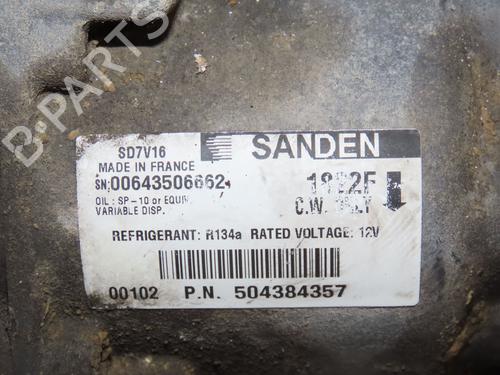 B-PARTS
SD7V16
MADE IN FRANCE
SANDEN
SN:00643506662
OIL : SP-10 or EQUIV.
VARIABLE DISP.
C.W. ONLY
REFRIGERANT: R134a RATED VOLTAGE: 12V
00102 P.N. 504384357